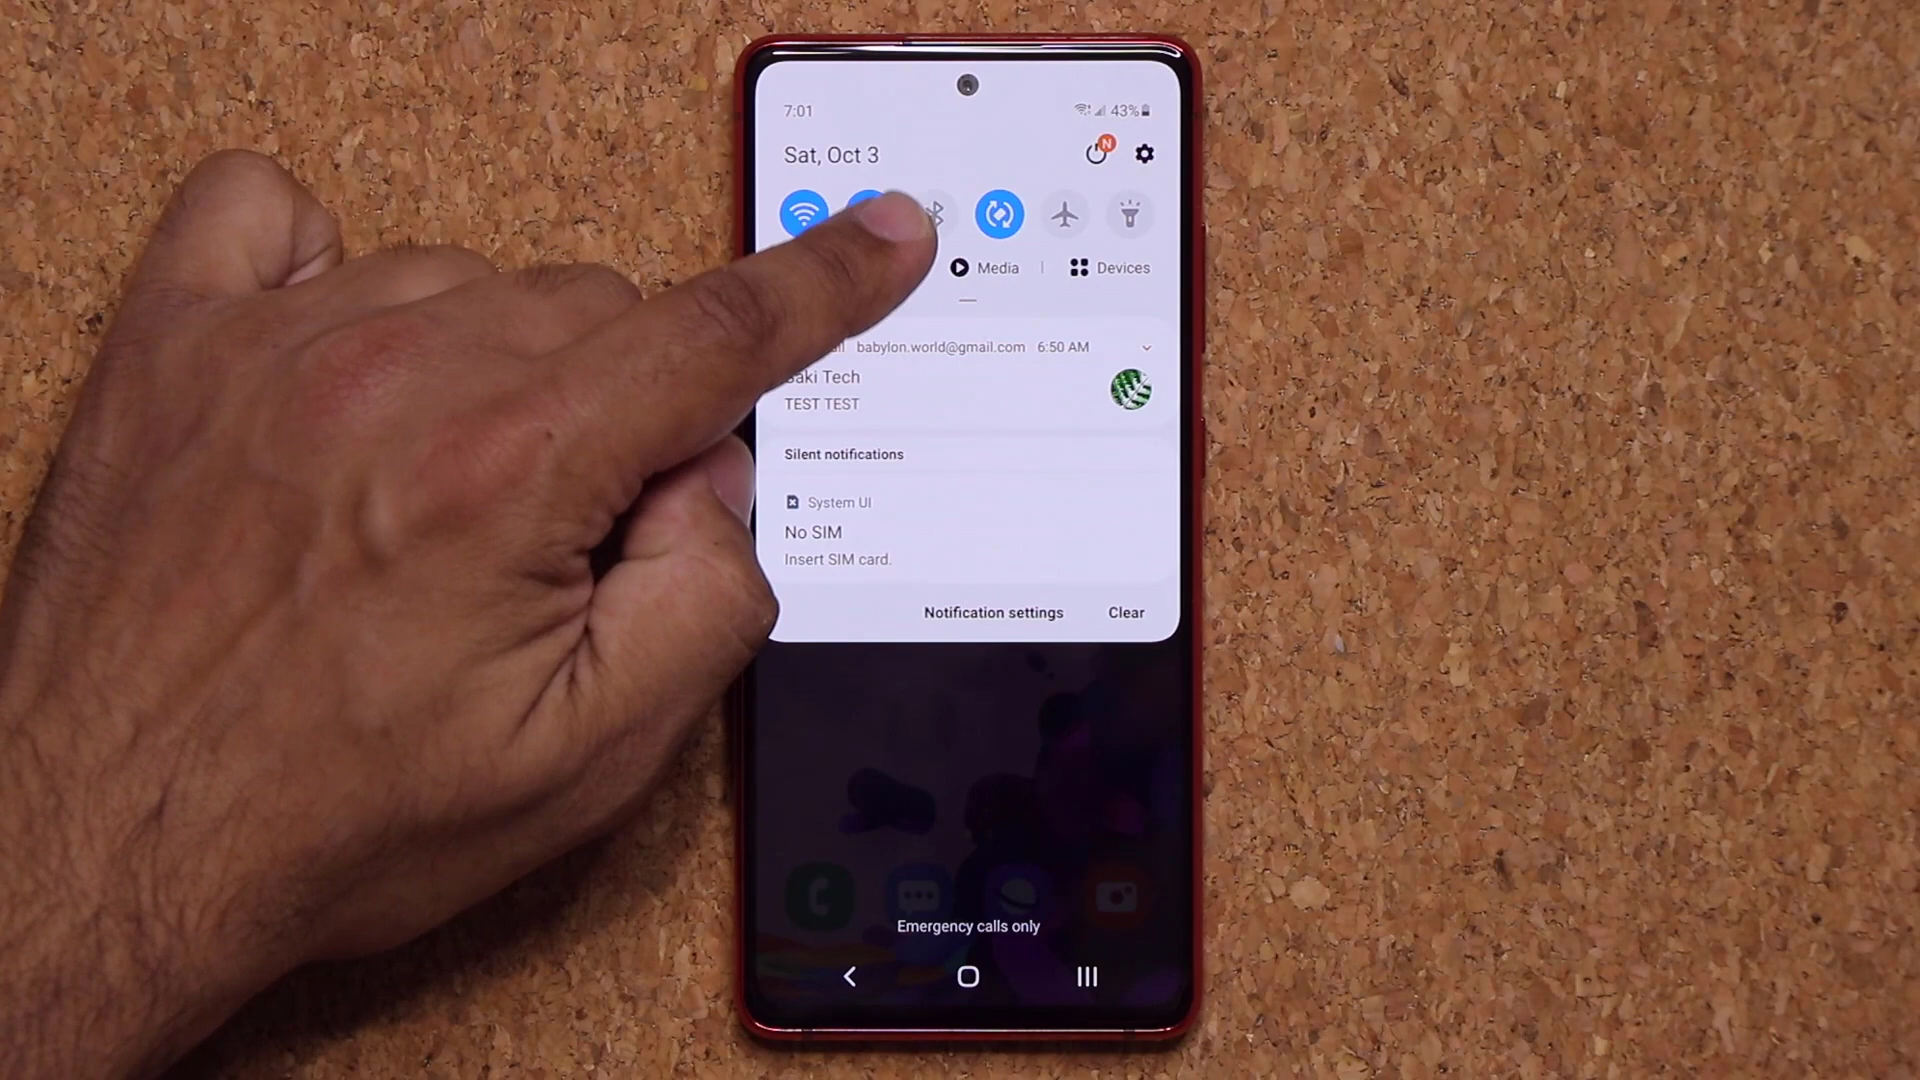 7:01 43%
Sat, Oct 3 N
Media | Devices
babylon.world@gmail.com 6:50 AM
Saki Tech
TEST TEST
Silent notifications
System UI
No SIM
Insert SIM card.
Notification settings Clear
Emergency calls only